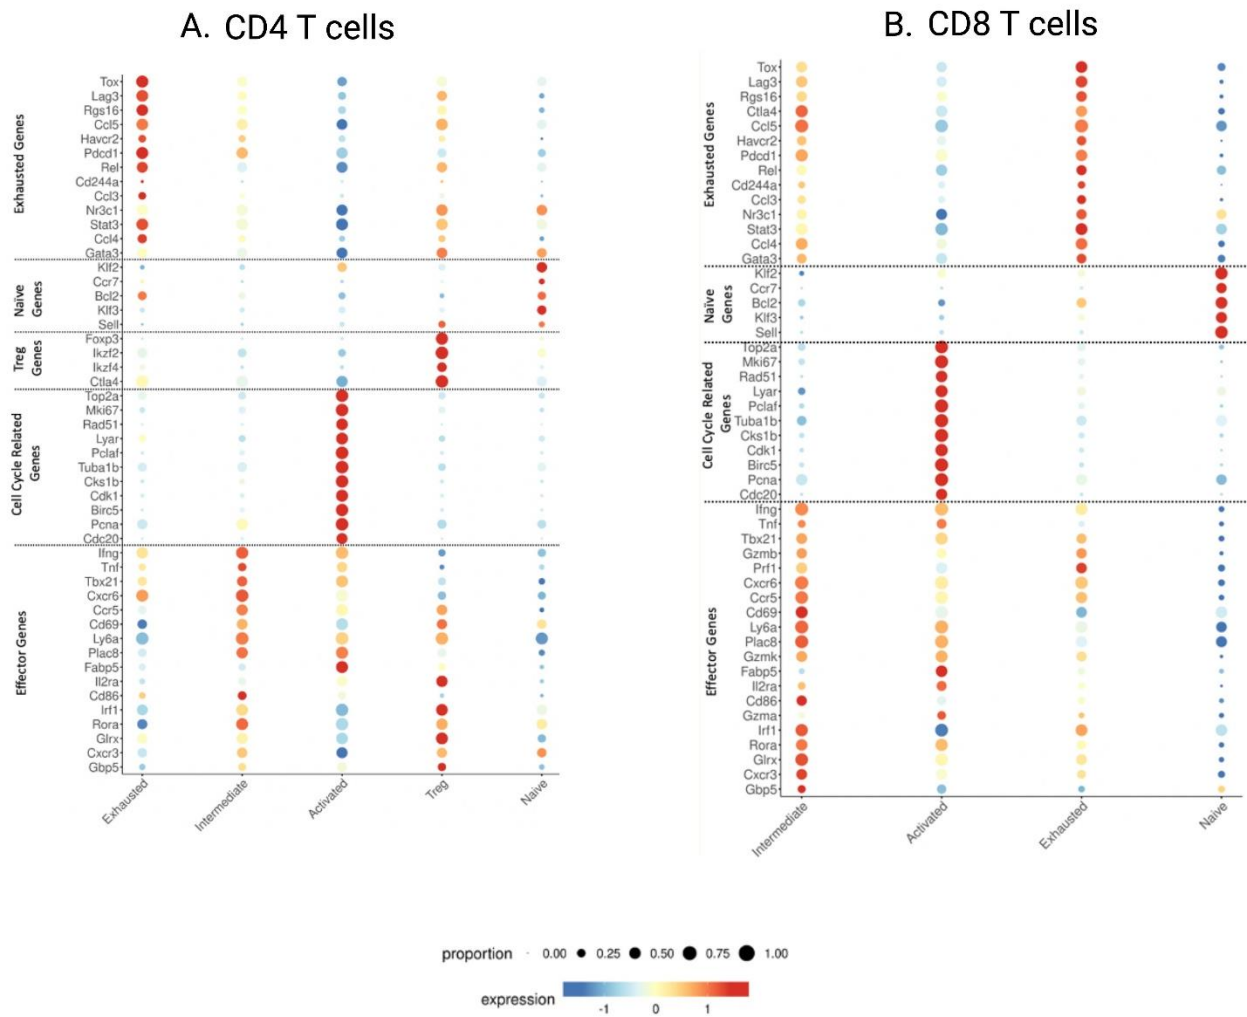 A. CD4 T cells
Exhausted Genes
Tox
Lag3
Rgs16
Ccl5
Havcr2
Pdcd1
Rel
Cd244a
Ccl3
Nr3c1
Stat3
Ccl4
Gata3
Naïve
Genes
Klf2
Ccr7
Bcl2
Klf3
Sell
Treg
Genes
Foxp3
Ikzf2
Ikzf4
Ctla4
Cell Cycle Related
Genes
Top2a
Mki67
Rad51
Lyar
Pclaf
Tuba1b
Cks1b
Cdk1
Birc5
Pcna
Cdc20
Effector Genes
Ifng
Tnf
Tbx21
Cxcr6
Ccr5
Cd69
Ly6a
Plac8
Fabp5
Il2ra
Cd86
Irf1
Rora
Glrx
Cxcr3
Gbp5
Exhausted
Intermediate
Activated
Treg
Naive
B. CD8 T cells
Exhausted Genes
Tox
Lag3
Rgs16
Ctla4
Ccl5
Havcr2
Pdcd1
Rel
Cd244a
Ccl3
Nr3c1
Stat3
Ccl4
Gata3
Naïve
Genes
Klf2
Ccr7
Bcl2
Klf3
Sell
Cell Cycle Related
Genes
Top2a
Mki67
Rad51
Lyar
Pclaf
Tuba1b
Cks1b
Cdk1
Birc5
Pcna
Cdc20
Effector Genes
Ifng
Tnf
Tbx21
Gzmb
Prf1
Cxcr6
Ccr5
Cd69
Ly6a
Plac8
Gzmk
Fabp5
Il2ra
Cd86
Gzma
Irf1
Rora
Glrx
Cxcr3
Gbp5
Intermediate
Activated
Exhausted
Naive
proportion 0.00 0.25 0.50 0.75 1.00
expression
-1 0 1